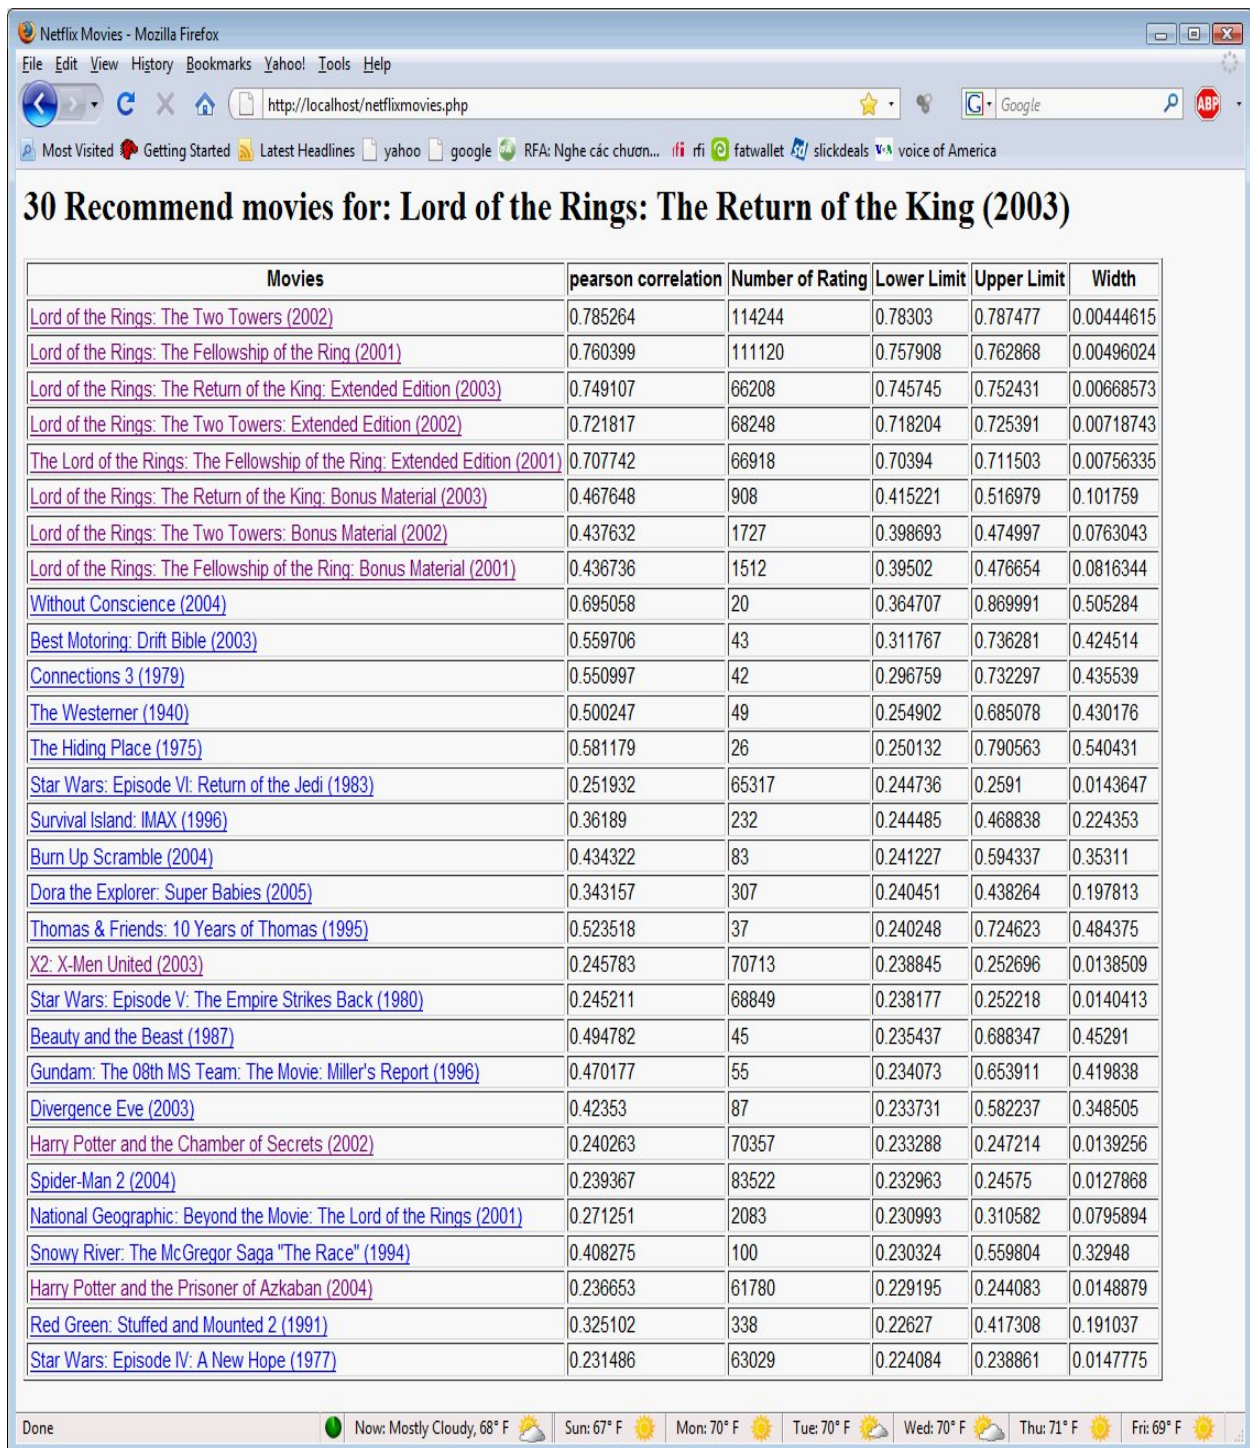 Netflix Movies - Mozilla Firefox
File Edit View History Bookmarks Yahoo! Tools Help
http://localhost/netflixmovies.php
G Google
ABP
Most Visited Getting Started Latest Headlines yahoo google RFA: Nghe các chươn... rfi rfi fatwallet sd slickdeals VOA voice of America
30 Recommend movies for: Lord of the Rings: The Return of the King (2003)
Movies pearson correlation Number of Rating Lower Limit Upper Limit Width
Lord of the Rings: The Two Towers (2002) 0.785264 114244 0.78303 0.787477 0.00444615
Lord of the Rings: The Fellowship of the Ring (2001) 0.760399 111120 0.757908 0.762868 0.00496024
Lord of the Rings: The Return of the King: Extended Edition (2003) 0.749107 66208 0.745745 0.752431 0.00668573
Lord of the Rings: The Two Towers: Extended Edition (2002) 0.721817 68248 0.718204 0.725391 0.00718743
The Lord of the Rings: The Fellowship of the Ring: Extended Edition (2001) 0.707742 66918 0.70394 0.711503 0.00756335
Lord of the Rings: The Return of the King: Bonus Material (2003) 0.467648 908 0.415221 0.516979 0.101759
Lord of the Rings: The Two Towers: Bonus Material (2002) 0.437632 1727 0.398693 0.474997 0.0763043
Lord of the Rings: The Fellowship of the Ring: Bonus Material (2001) 0.436736 1512 0.39502 0.476654 0.0816344
Without Conscience (2004) 0.695058 20 0.364707 0.869991 0.505284
Best Motoring: Drift Bible (2003) 0.559706 43 0.311767 0.736281 0.424514
Connections 3 (1979) 0.550997 42 0.296759 0.732297 0.435539
The Westerner (1940) 0.500247 49 0.254902 0.685078 0.430176
The Hiding Place (1975) 0.581179 26 0.250132 0.790563 0.540431
Star Wars: Episode VI: Return of the Jedi (1983) 0.251932 65317 0.244736 0.2591 0.0143647
Survival Island: IMAX (1996) 0.36189 232 0.244485 0.468838 0.224353
Burn Up Scramble (2004) 0.434322 83 0.241227 0.594337 0.35311
Dora the Explorer: Super Babies (2005) 0.343157 307 0.240451 0.438264 0.197813
Thomas & Friends: 10 Years of Thomas (1995) 0.523518 37 0.240248 0.724623 0.484375
X2: X-Men United (2003) 0.245783 70713 0.238845 0.252696 0.0138509
Star Wars: Episode V: The Empire Strikes Back (1980) 0.245211 68849 0.238177 0.252218 0.0140413
Beauty and the Beast (1987) 0.494782 45 0.235437 0.688347 0.45291
Gundam: The 08th MS Team: The Movie: Miller's Report (1996) 0.470177 55 0.234073 0.653911 0.419838
Divergence Eve (2003) 0.42353 87 0.233731 0.582237 0.348505
Harry Potter and the Chamber of Secrets (2002) 0.240263 70357 0.233288 0.247214 0.0139256
Spider-Man 2 (2004) 0.239367 83522 0.232963 0.24575 0.0127868
National Geographic: Beyond the Movie: The Lord of the Rings (2001) 0.271251 2083 0.230993 0.310582 0.0795894
Snowy River: The McGregor Saga "The Race" (1994) 0.408275 100 0.230324 0.559804 0.32948
Harry Potter and the Prisoner of Azkaban (2004) 0.236653 61780 0.229195 0.244083 0.0148879
Red Green: Stuffed and Mounted 2 (1991) 0.325102 338 0.22627 0.417308 0.191037
Star Wars: Episode IV: A New Hope (1977) 0.231486 63029 0.224084 0.238861 0.0147775
Done Now: Mostly Cloudy, 68° F Sun: 67° F Mon: 70° F Tue: 70° F Wed: 70° F Thu: 71° F Fri: 69° F